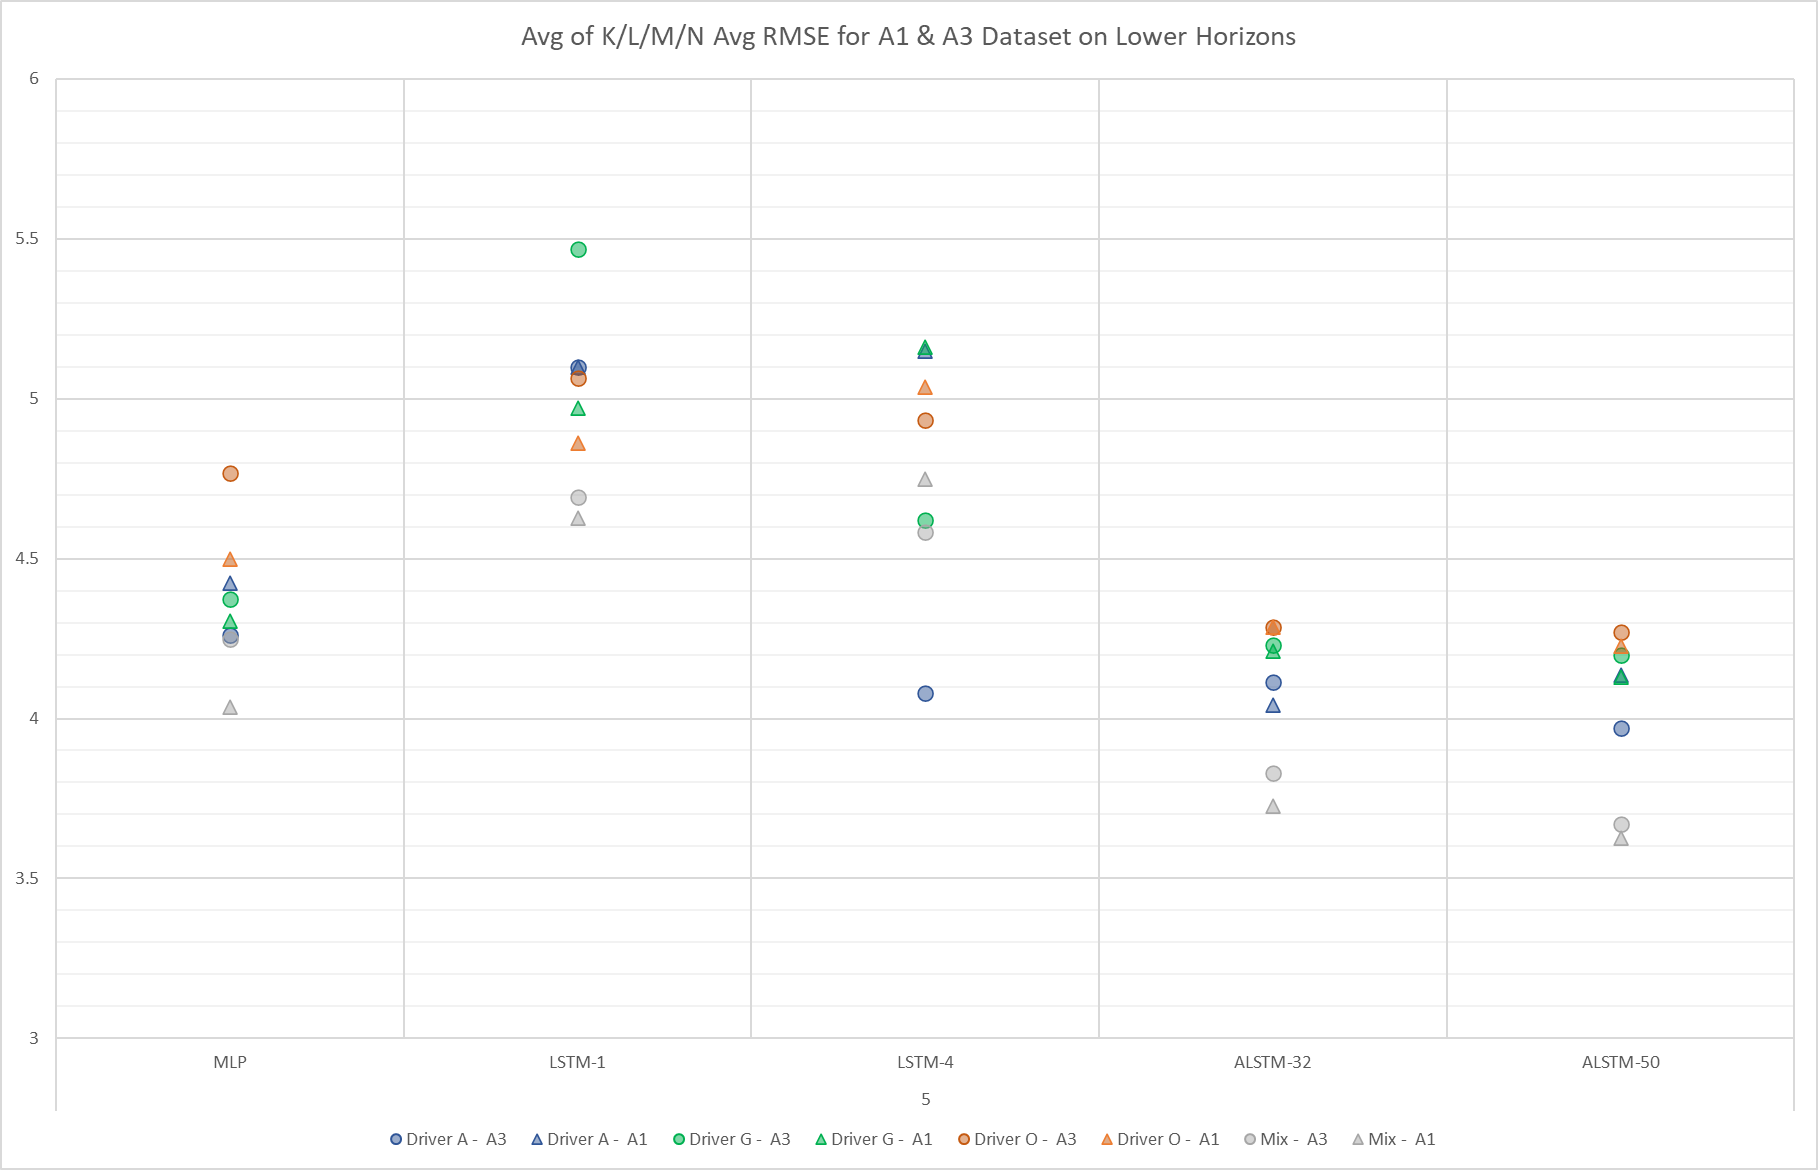 Avg of K/L/M/N Avg RMSE for A1 & A3 Dataset on Lower Horizons
6
5.5
5
4.5
4
3.5
3
MLP LSTM-1 LSTM-4 ALSTM-32 ALSTM-50
5
Driver A - A3 Driver A - A1 Driver G - A3 Driver G - A1 Driver O - A3 Driver O - A1 Mix - A3 Mix - A1